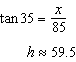 tan 35 = x/85
h ≈ 59.5